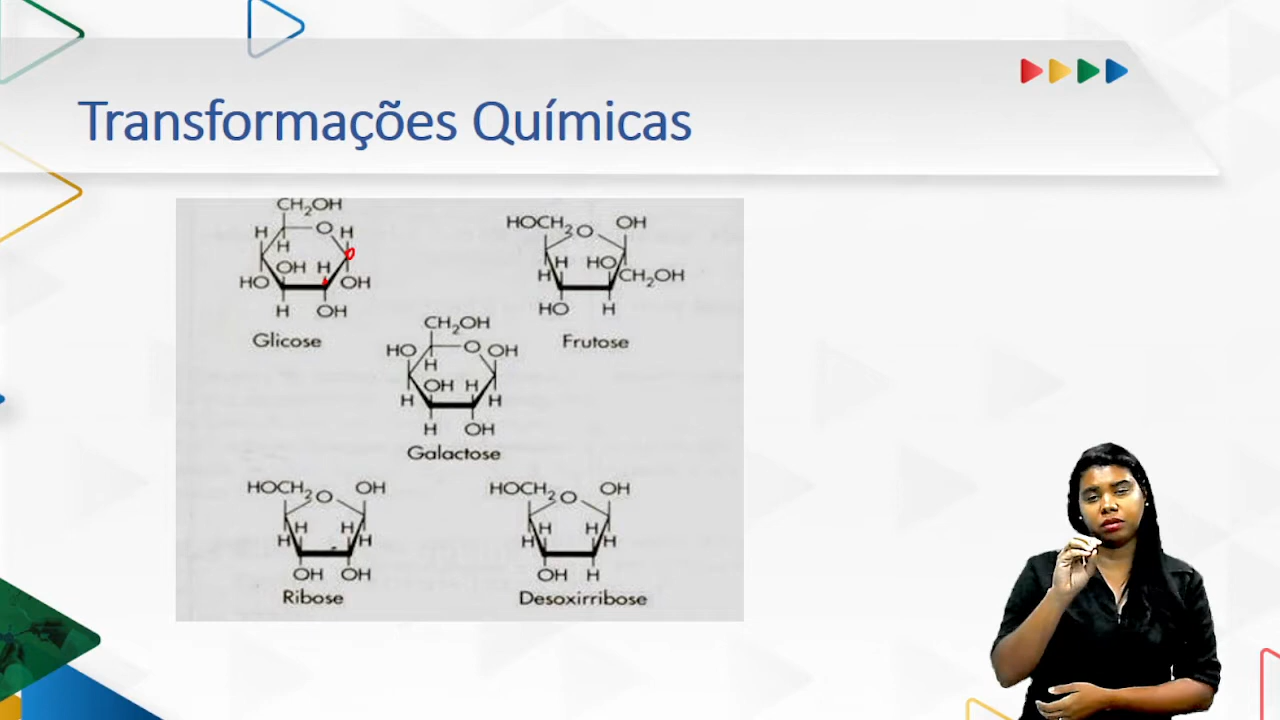 Transformações Químicas
CH2OH
O
H H
H
OH H
HO OH
H OH
Glicose
HOCH2 O OH
H HO
H CH2OH
HO H
Frutose
CH2OH
HO O OH
H
OH H
H H
H OH
Galactose
HOCH2 O OH
H H
H H
OH OH
Ribose
HOCH2 O OH
H H
H H
OH H
Desoxirribose